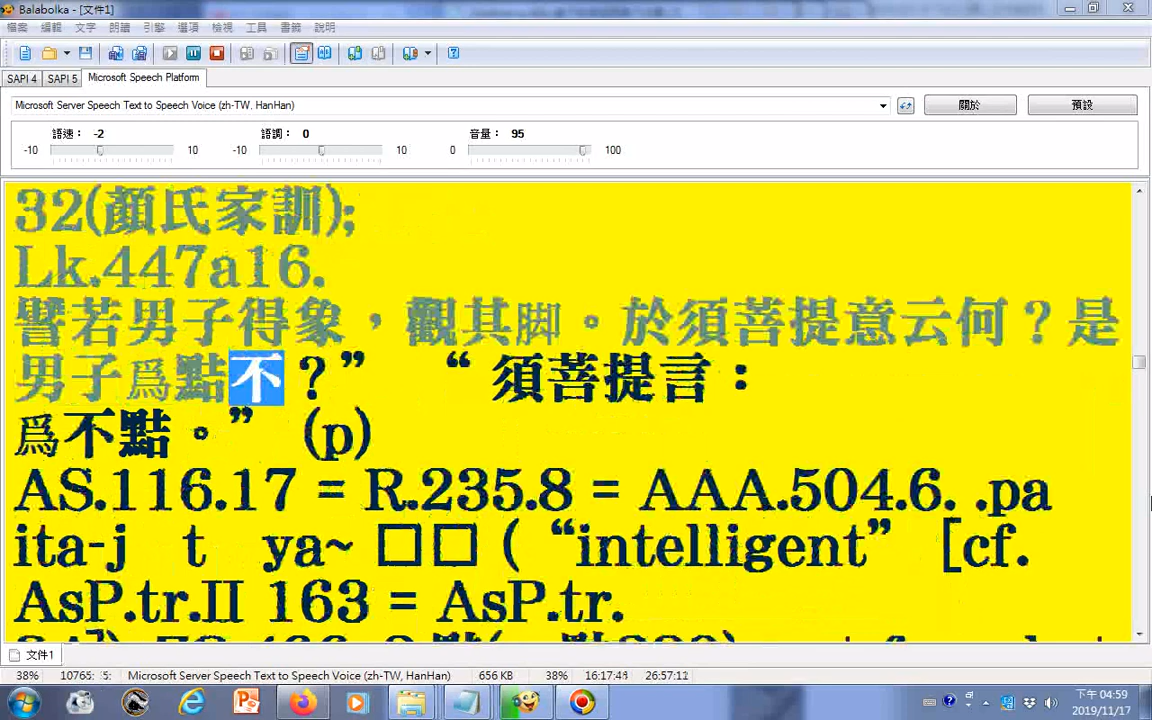 Balabolka - [文件1]
檔案 編輯 文字 朗讀 引擎 選項 檢視 工具 書籤 說明
SAPI 4 SAPI 5 Microsoft Speech Platform
Microsoft Server Speech Text to Speech Voice (zh-TW, HanHan) 關於 預設
語速： -2 語調： 0 音量： 95
-10 10 -10 10 0 100
32(顏氏家訓);
Lk.447a16.
譬若男子得象，觀其脚。於須菩提意云何？是
男子爲黠不？” “須菩提言：
爲不黠。” (p)
AS.116.17 = R.235.8 = AAA.504.6. .pa
ita-j t ya~ □□ ( “intelligent” [cf.
AsP.tr.II 163 = AsP.tr.
文件1
38% Microsoft Server Speech Text to Speech Voice (zh-TW, HanHan) 656 KB 38% 16:17:48 26:57:12
下午 04:59
2019/11/17